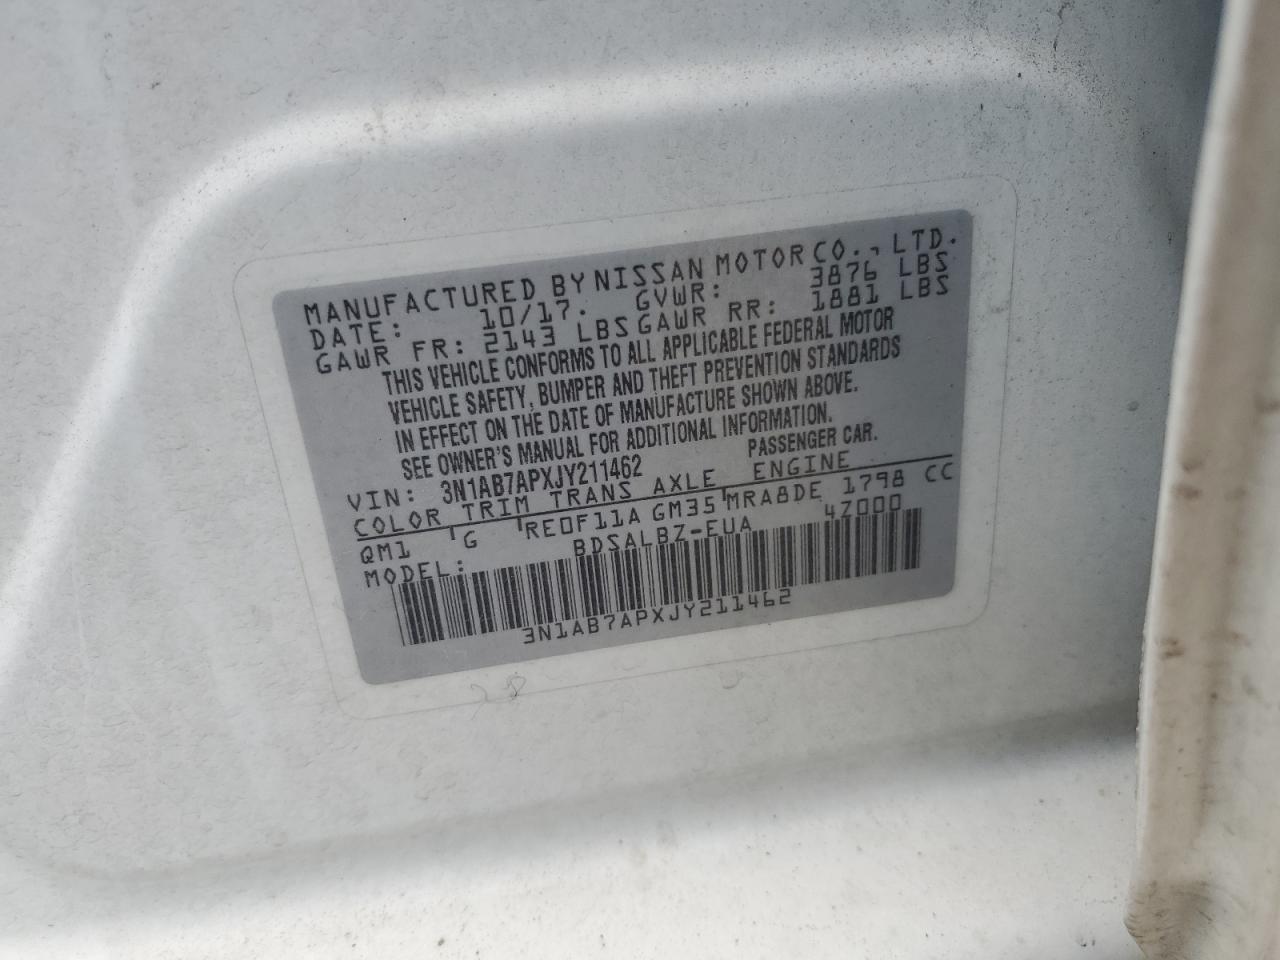 MANUFACTURED BY NISSAN MOTOR CO., LTD.
DATE: 10/17. GVWR: 3876 LBS
GAWR FR: 2143 LBS GAWR RR: 1881 LBS
THIS VEHICLE CONFORMS TO ALL APPLICABLE FEDERAL MOTOR
VEHICLE SAFETY, BUMPER AND THEFT PREVENTION STANDARDS
IN EFFECT ON THE DATE OF MANUFACTURE SHOWN ABOVE.
SEE OWNER'S MANUAL FOR ADDITIONAL INFORMATION.
VIN: 3N1AB7APXJY211462 PASSENGER CAR.
COLOR TRIM TRANS AXLE ENGINE
QM1 G RE0F11A GM35 MRA8DE 1798 CC
MODEL: BDSALBZ-EUA 4Z000
3N1AB7APXJY211462